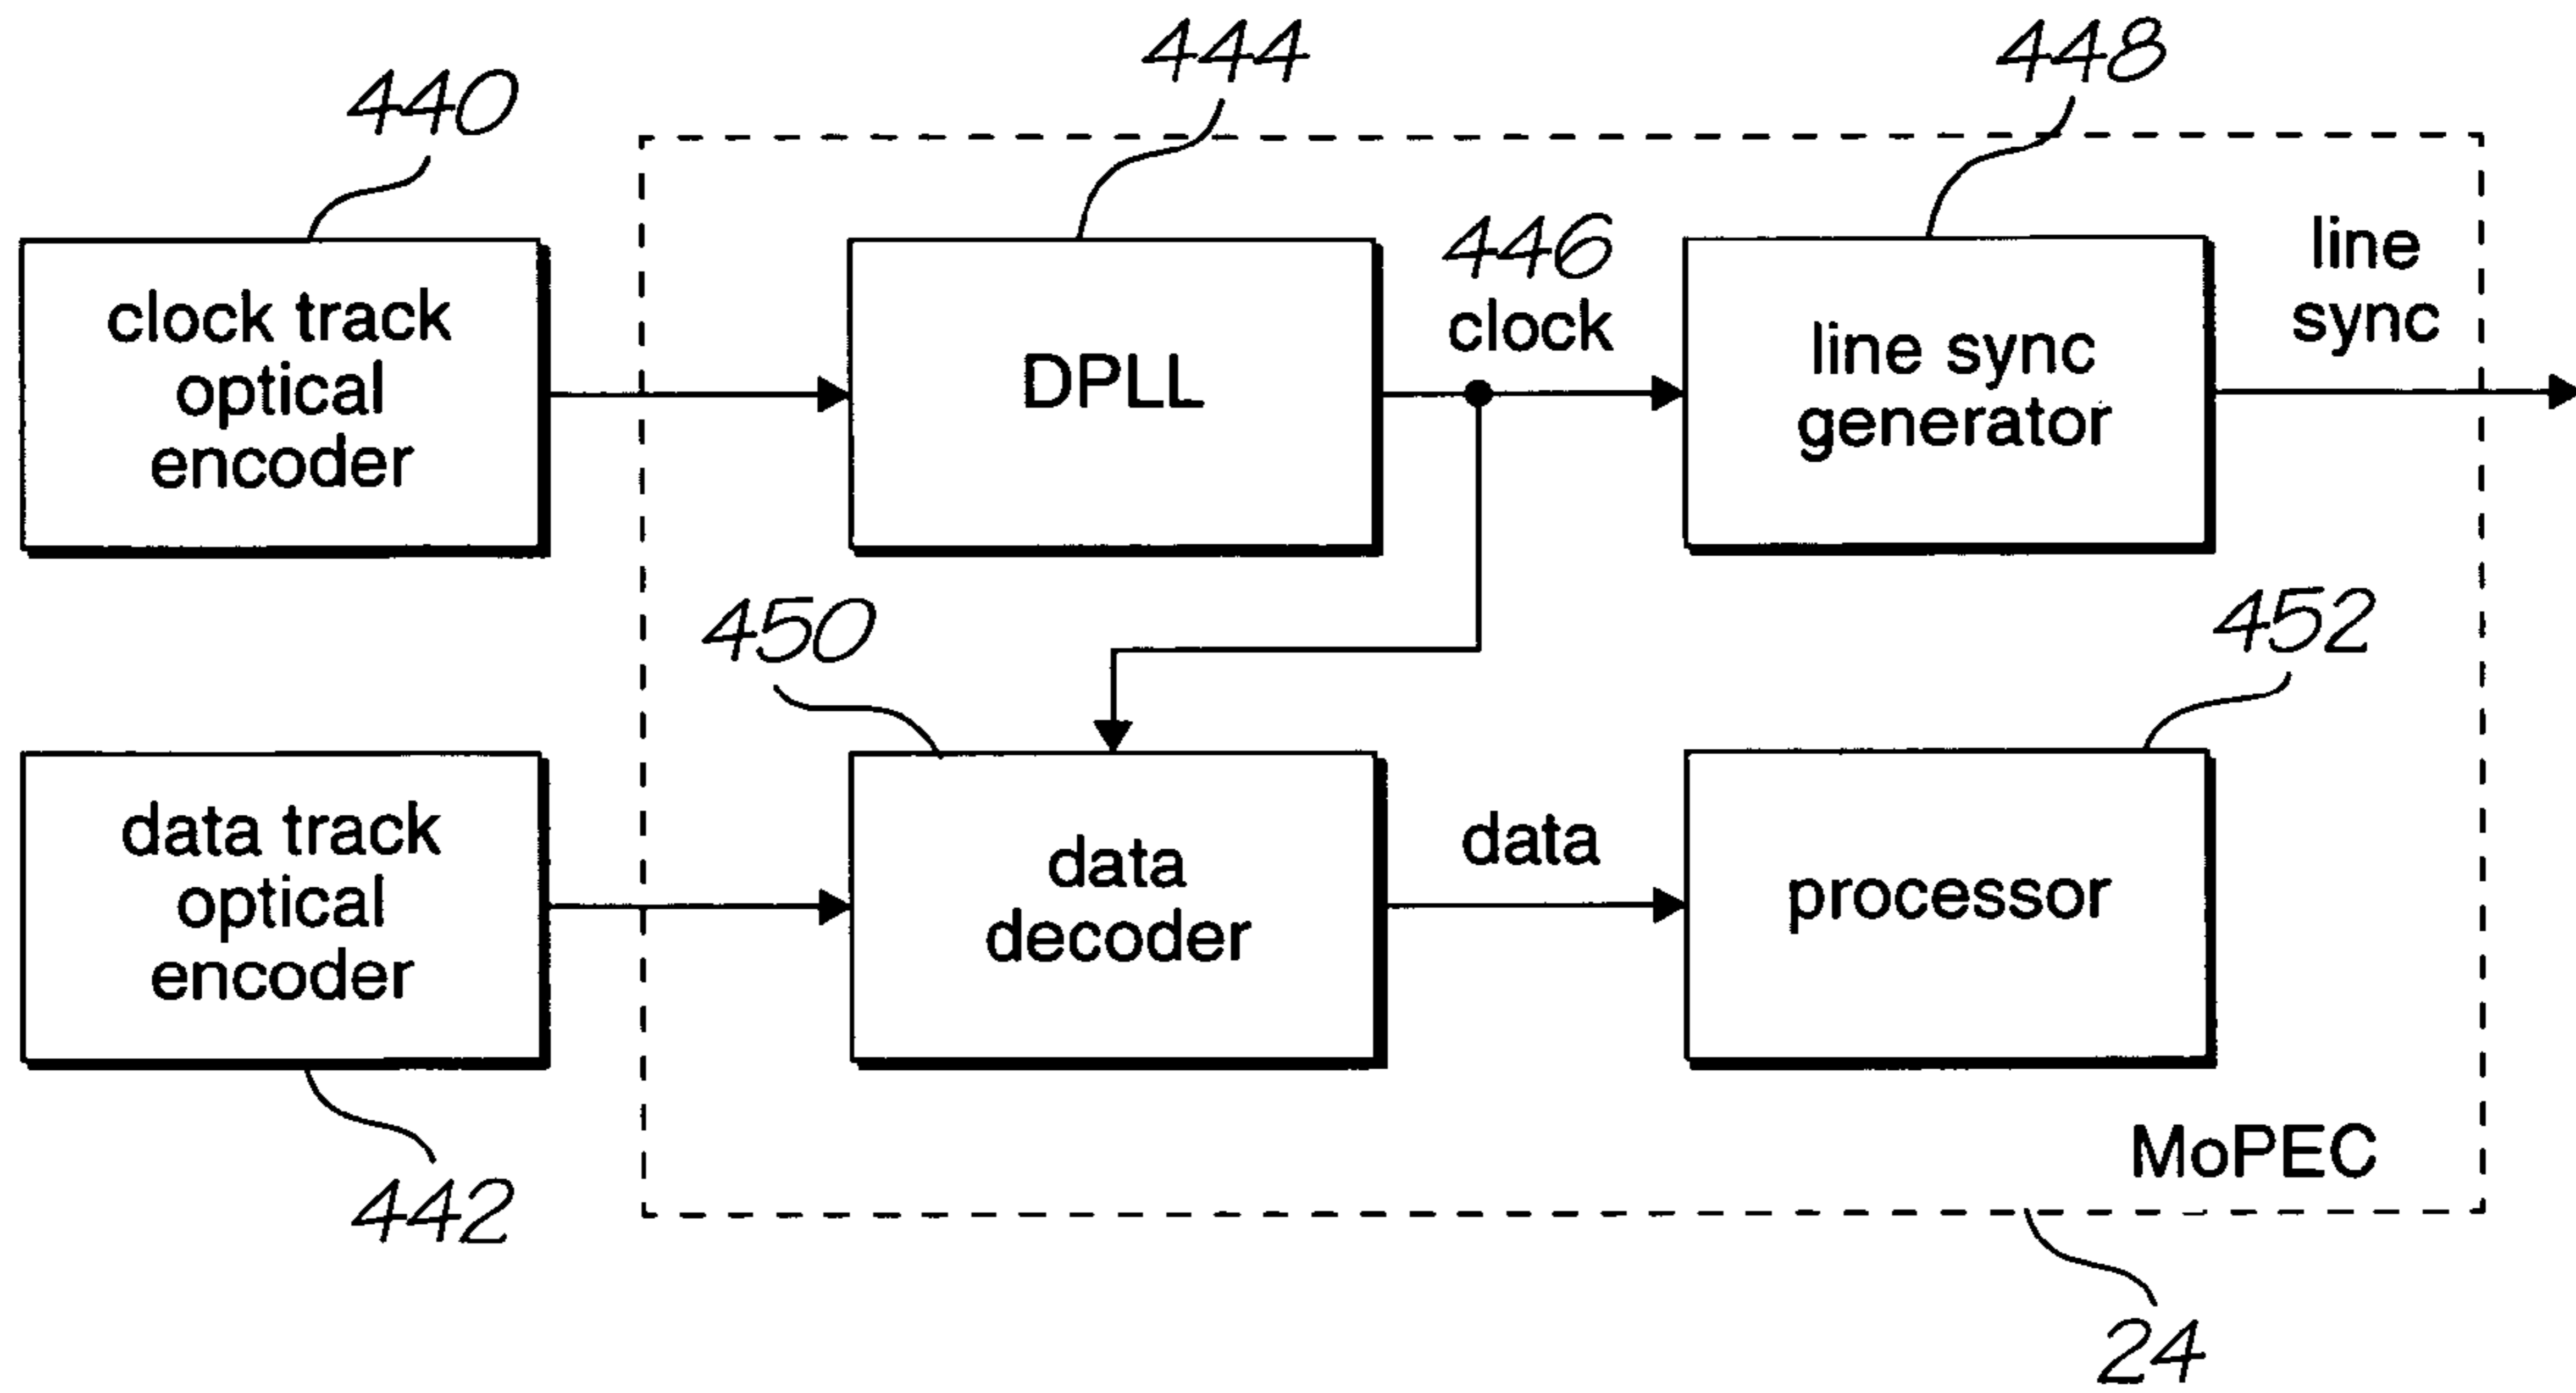 440
444
448
clock track
optical
encoder
DPLL
446
clock
line sync
generator
line
sync
450
452
data track
optical
encoder
data
decoder
data
processor
MoPEC
442
24